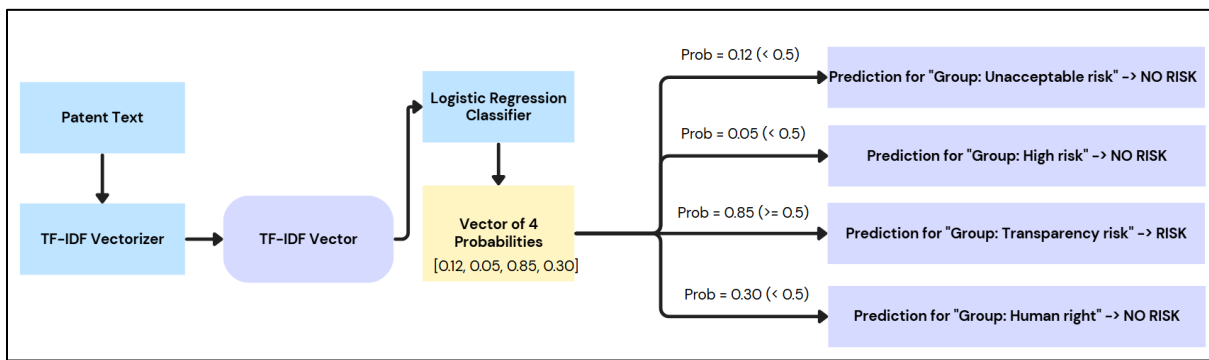 Patent Text
TF-IDF Vectorizer
TF-IDF Vector
Logistic Regression
Classifier
Vector of 4
Probabilities
[0.12, 0.05, 0.85, 0.30]
Prob = 0.12 (< 0.5)
Prediction for "Group: Unacceptable risk" -> NO RISK
Prob = 0.05 (< 0.5)
Prediction for "Group: High risk" -> NO RISK
Prob = 0.85 (>= 0.5)
Prediction for "Group: Transparency risk" -> RISK
Prob = 0.30 (< 0.5)
Prediction for "Group: Human right" -> NO RISK